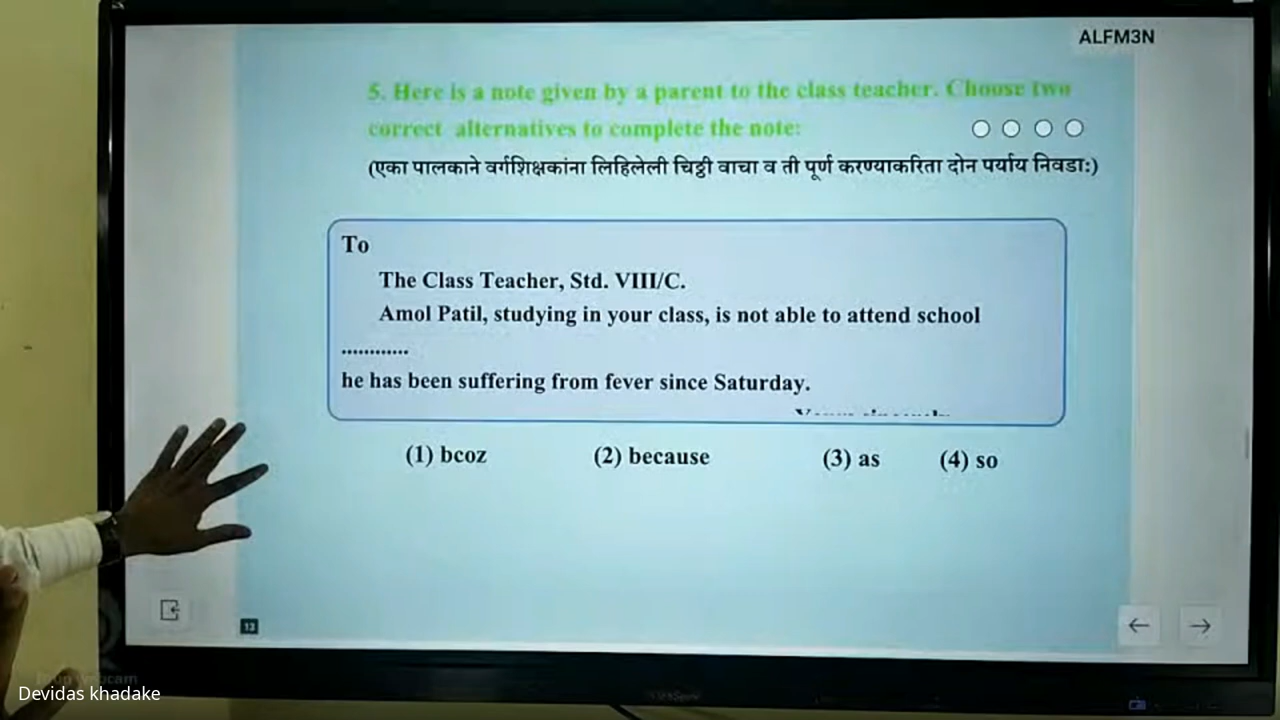 ALFM3N
5. Here is a note given by a parent to the class teacher. Choose two
correct alternatives to complete the note:
(एका पालकाने वर्गशिक्षकांना लिहिलेली चिठ्ठी वाचा व ती पूर्ण करण्याकरिता दोन पर्याय निवडाः)
To
The Class Teacher, Std. VIII/C.
Amol Patil, studying in your class, is not able to attend school
............
he has been suffering from fever since Saturday.
(1) bcoz (2) because (3) as (4) so
13
Devidas khadake